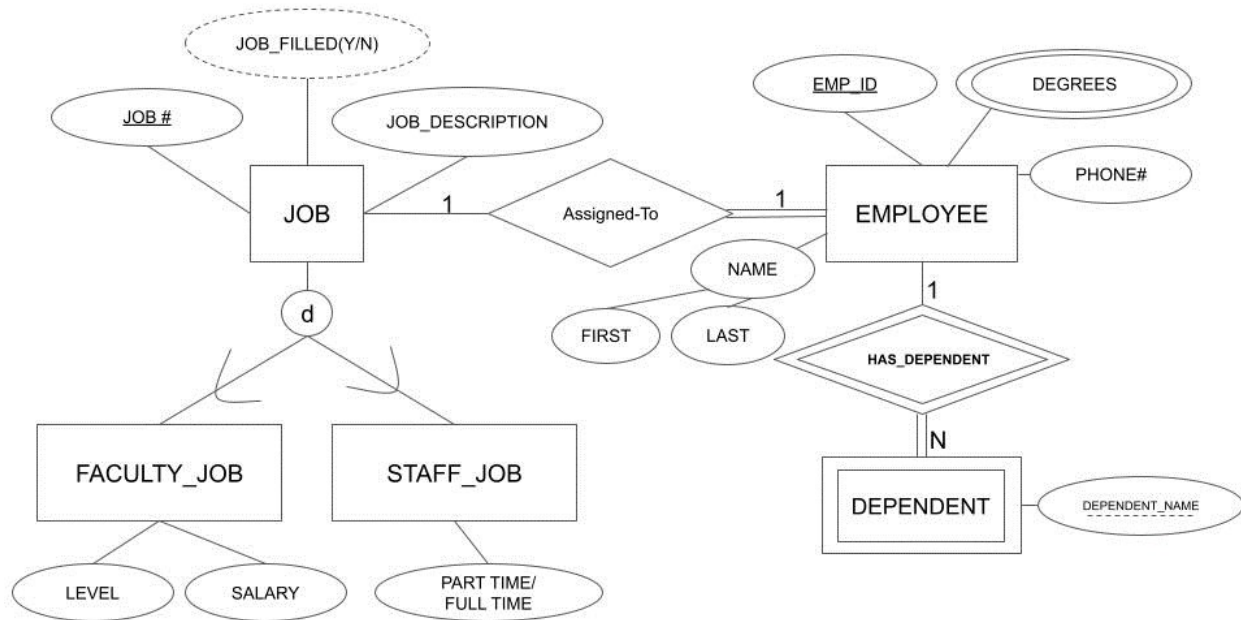 JOB_FILLED(Y/N)
EMP_ID
DEGREES
JOB #
JOB_DESCRIPTION
PHONE#
JOB
1
Assigned-To
1
EMPLOYEE
NAME
FIRST
LAST
1
d
HAS_DEPENDENT
N
FACULTY_JOB
STAFF_JOB
DEPENDENT
DEPENDENT_NAME
LEVEL
SALARY
PART TIME/
FULL TIME